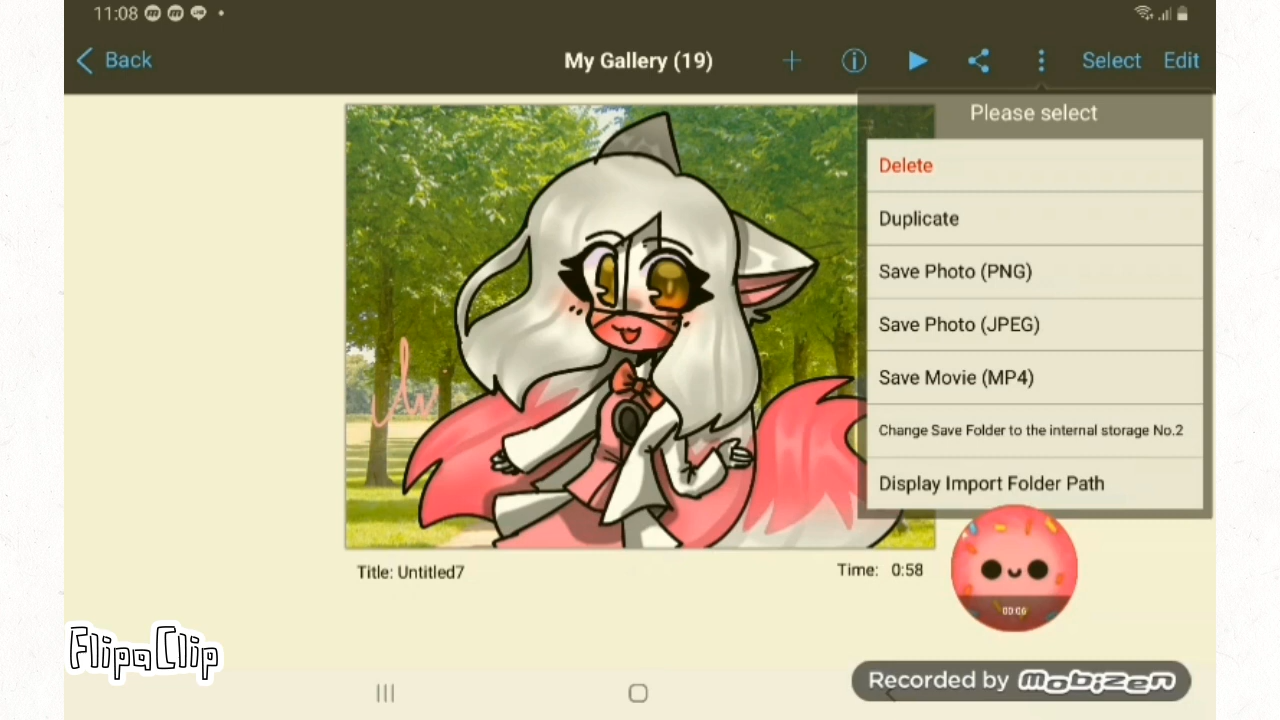 11:08
Back
My Gallery (19)
Select
Edit
Please select
Delete
Duplicate
Save Photo (PNG)
Save Photo (JPEG)
Save Movie (MP4)
Change Save Folder to the internal storage No.2
Display Import Folder Path
Title: Untitled7
Time: 0:58
00:06
FlipaClip
Recorded by mobizen